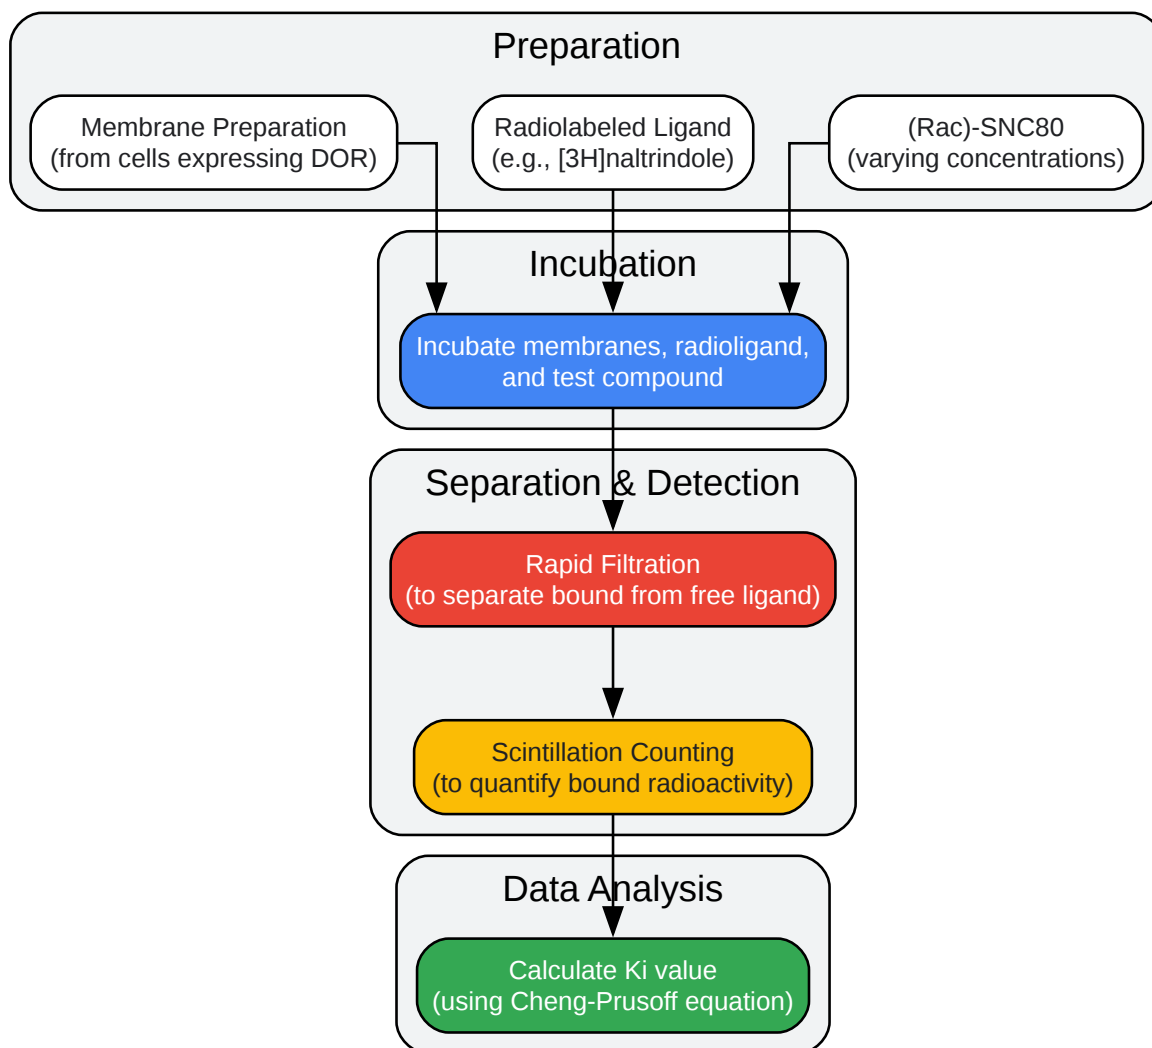 Preparation
Membrane Preparation
(from cells expressing DOR)
Radiolabeled Ligand
(e.g., [3H]naltrindole)
(Rac)-SNC80
(varying concentrations)
Incubation
Incubate membranes, radioligand,
and test compound
Separation & Detection
Rapid Filtration
(to separate bound from free ligand)
Scintillation Counting
(to quantify bound radioactivity)
Data Analysis
Calculate Ki value
(using Cheng-Prusoff equation)